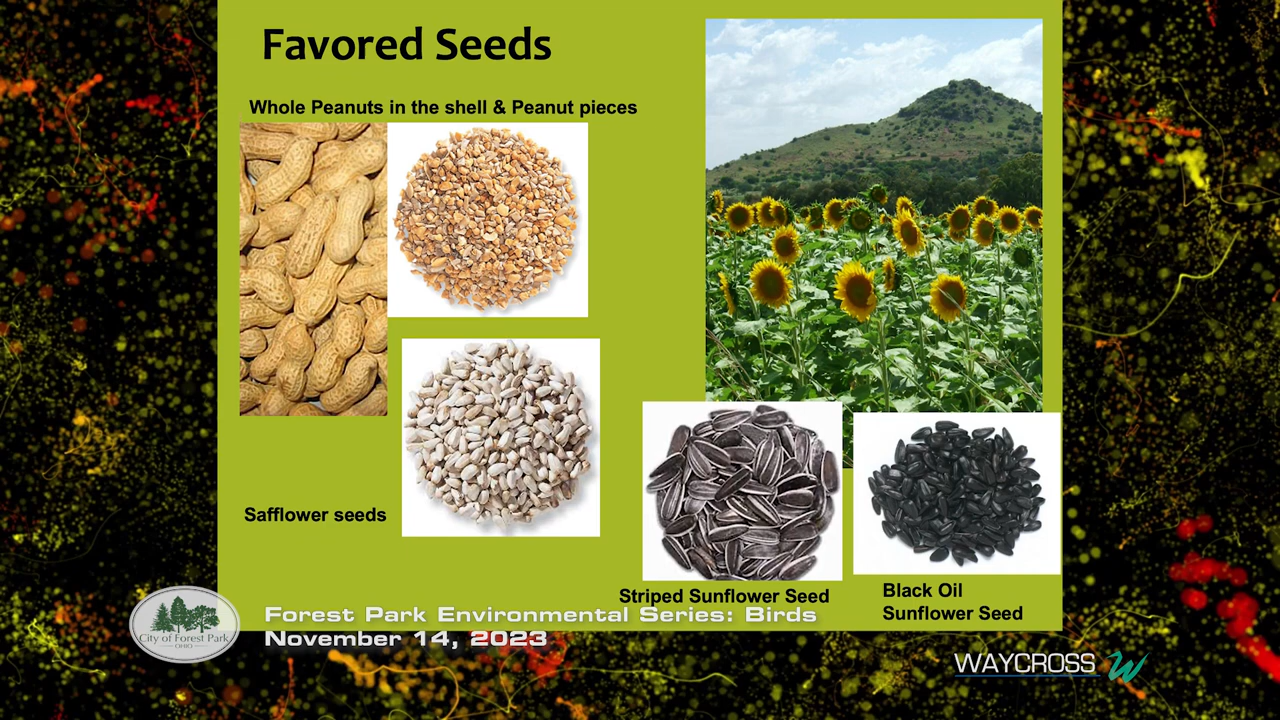 Favored Seeds
Whole Peanuts in the shell & Peanut pieces
Safflower seeds
Striped Sunflower Seed
Black Oil
Sunflower Seed
Forest Park Environmental Series: Birds
November 14, 2023
City of Forest Park
OHIO
WAYCROSS W